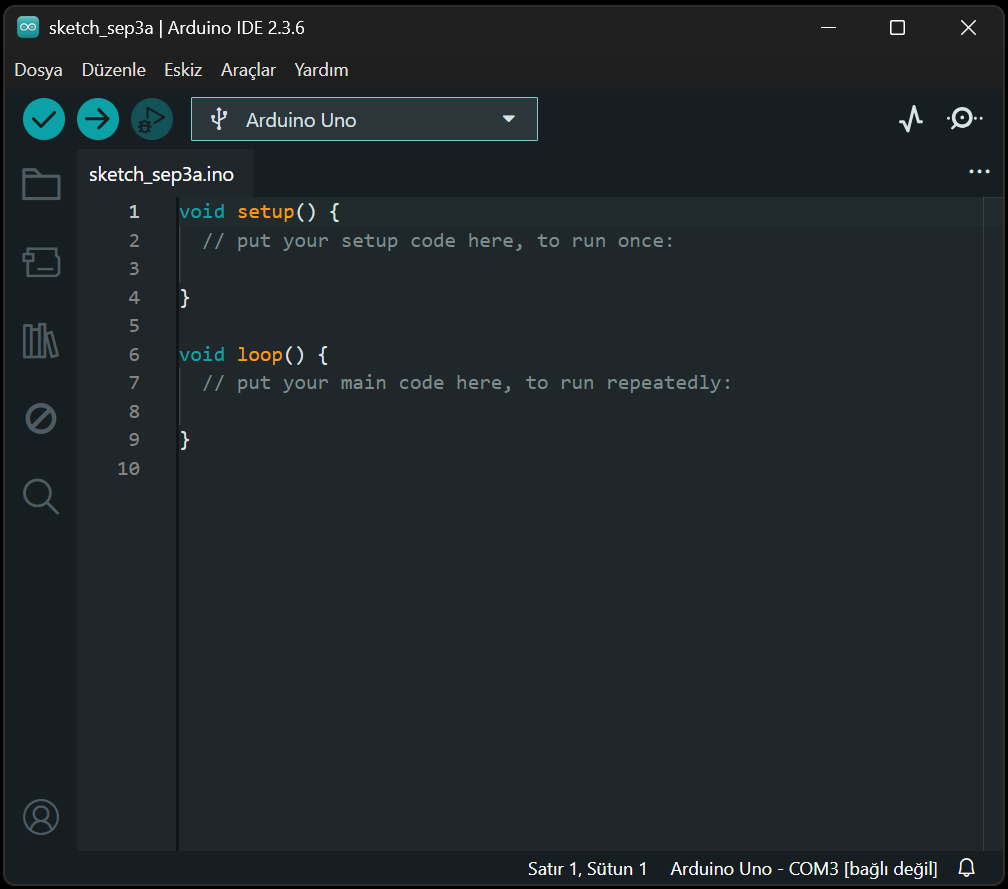 sketch_sep3a | Arduino IDE 2.3.6
Dosya Düzenle Eskiz Araçlar Yardım
Arduino Uno
sketch_sep3a.ino
1 void setup() {
2 // put your setup code here, to run once:
3
4 }
5
6 void loop() {
7 // put your main code here, to run repeatedly:
8
9 }
10
Satır 1, Sütun 1 Arduino Uno - COM3 [bağlı değil]